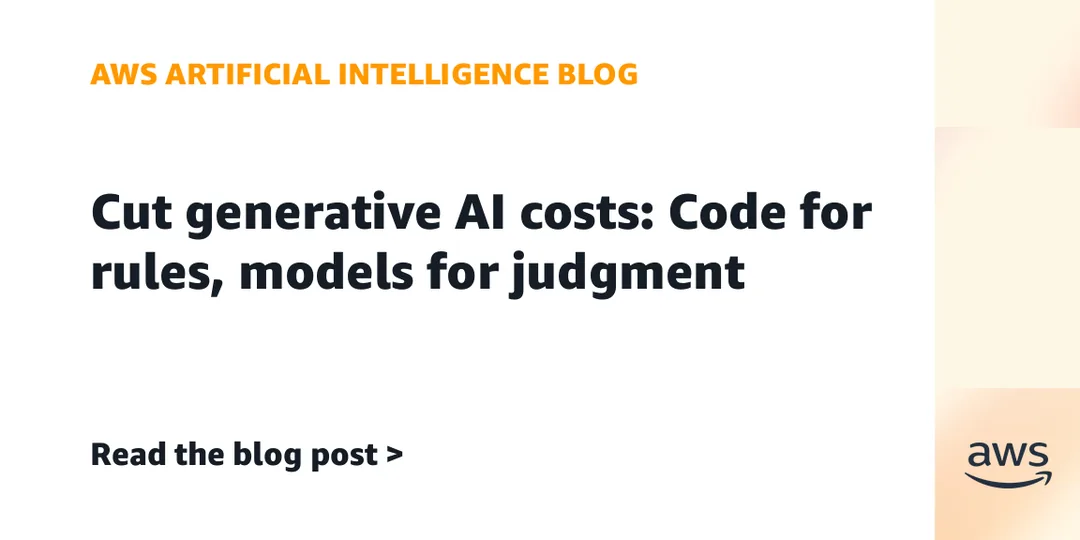 AWS ARTIFICIAL INTELLIGENCE BLOG
Cut generative AI costs: Code for
rules, models for judgment
Read the blog post >
aws